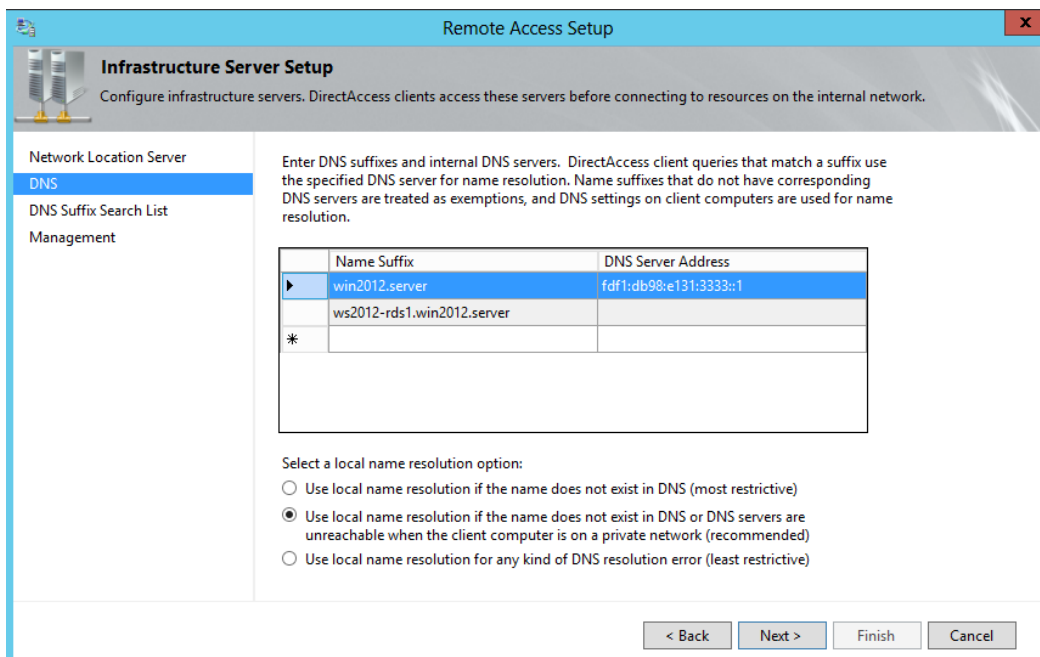 Remote Access Setup
x
Infrastructure Server Setup
Configure infrastructure servers. DirectAccess clients access these servers before connecting to resources on the internal network.
Network Location Server
DNS
DNS Suffix Search List
Management
Enter DNS suffixes and internal DNS servers.  DirectAccess client queries that match a suffix use
the specified DNS server for name resolution. Name suffixes that do not have corresponding
DNS servers are treated as exemptions, and DNS settings on client computers are used for name
resolution.
Name Suffix DNS Server Address
win2012.server fdf1:db98:e131:3333::1
ws2012-rds1.win2012.server
*
Select a local name resolution option:
Use local name resolution if the name does not exist in DNS (most restrictive)
Use local name resolution if the name does not exist in DNS or DNS servers are
unreachable when the client computer is on a private network (recommended)
Use local name resolution for any kind of DNS resolution error (least restrictive)
< Back Next > Finish Cancel